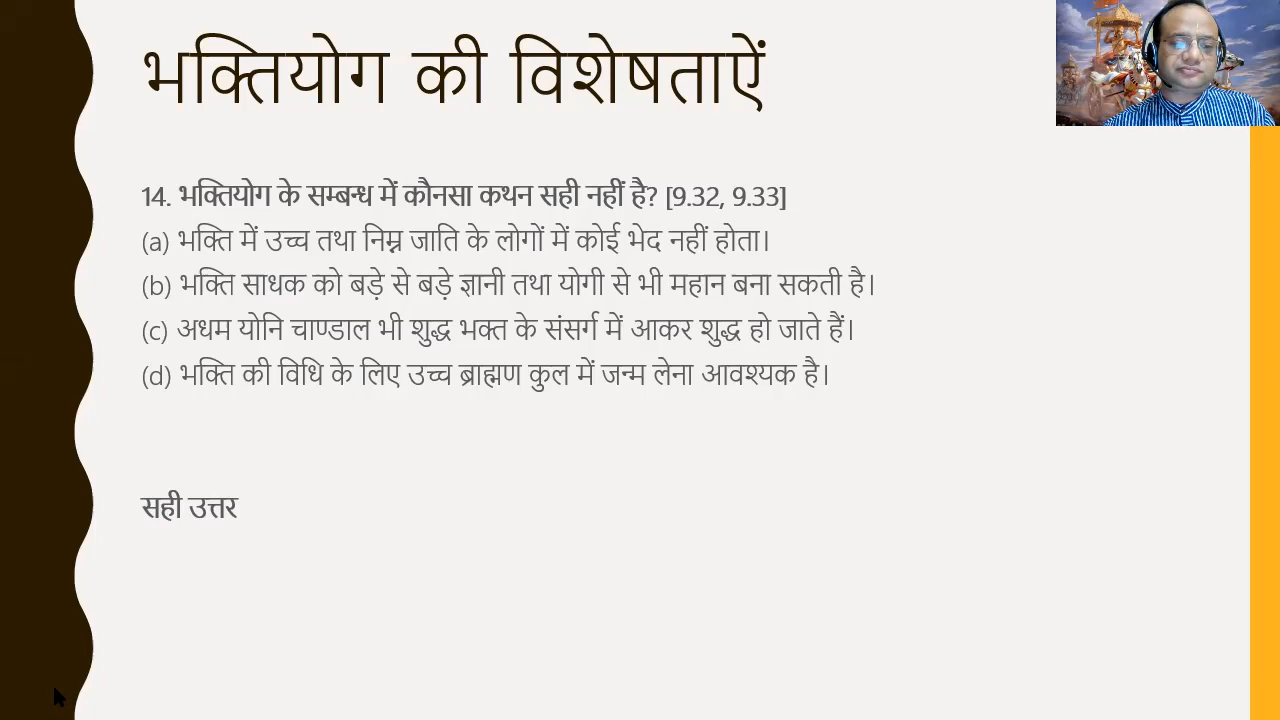 भक्तियोग की विशेषताऐं
14. भक्तियोग के सम्बन्ध में कौनसा कथन सही नहीं है? [9.32, 9.33]
(a) भक्ति में उच्च तथा निम्न जाति के लोगों में कोई भेद नहीं होता।
(b) भक्ति साधक को बड़े से बड़े ज्ञानी तथा योगी से भी महान बना सकती है।
(c) अधम योनि चाण्डाल भी शुद्ध भक्त के संसर्ग में आकर शुद्ध हो जाते हैं।
(d) भक्ति की विधि के लिए उच्च ब्राह्मण कुल में जन्म लेना आवश्यक है।
सही उत्तर